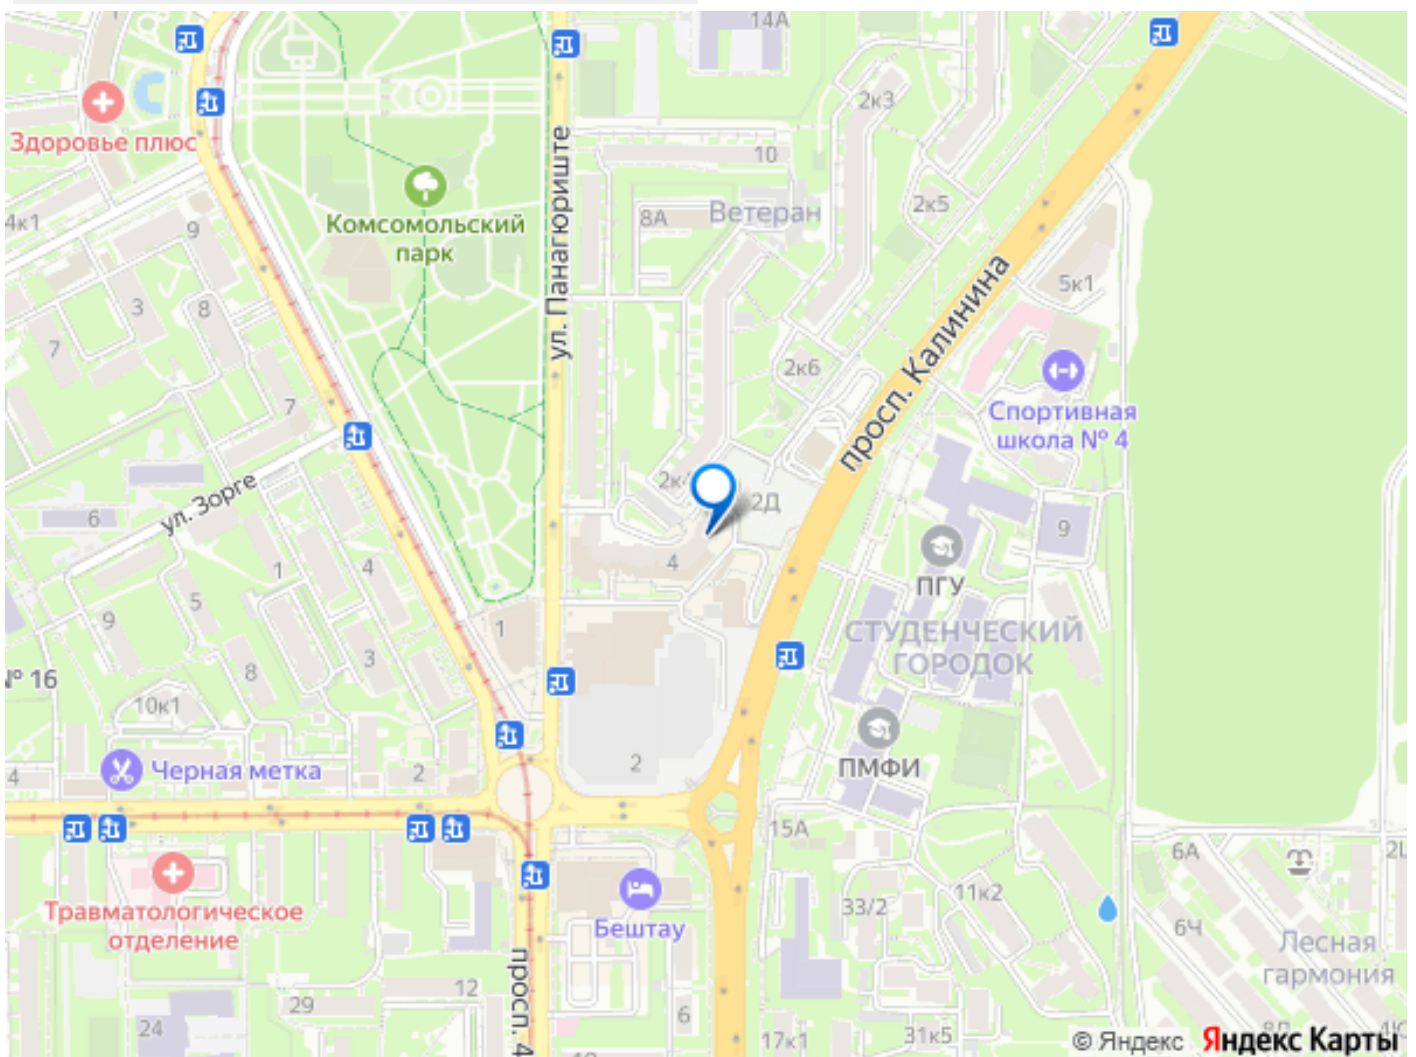 14А
2к3
Здоровье плюс
10
ул. Панагюриште
Комсомольский
парк
4к1
9
8А
Ветеран
2к5
3
8
5к1
7
просп. Калинина
2к6
7
Спортивная
школа № 4
ул. Зорге
2Д
6
9
4
1
4
ПГУ
5
9
1
СТУДЕНЧЕСКИЙ
ГОРОДОК
3
8
№ 16
10к1
2
ПМФИ
4
Черная метка
2
15А
6А
Травматологическое
отделение
Бештау
33/2
11к2
6Ч
Лесная
гармония
просп. 4
12
29
24
6
17к1
31к5
© Яндекс
Яндекс Карты